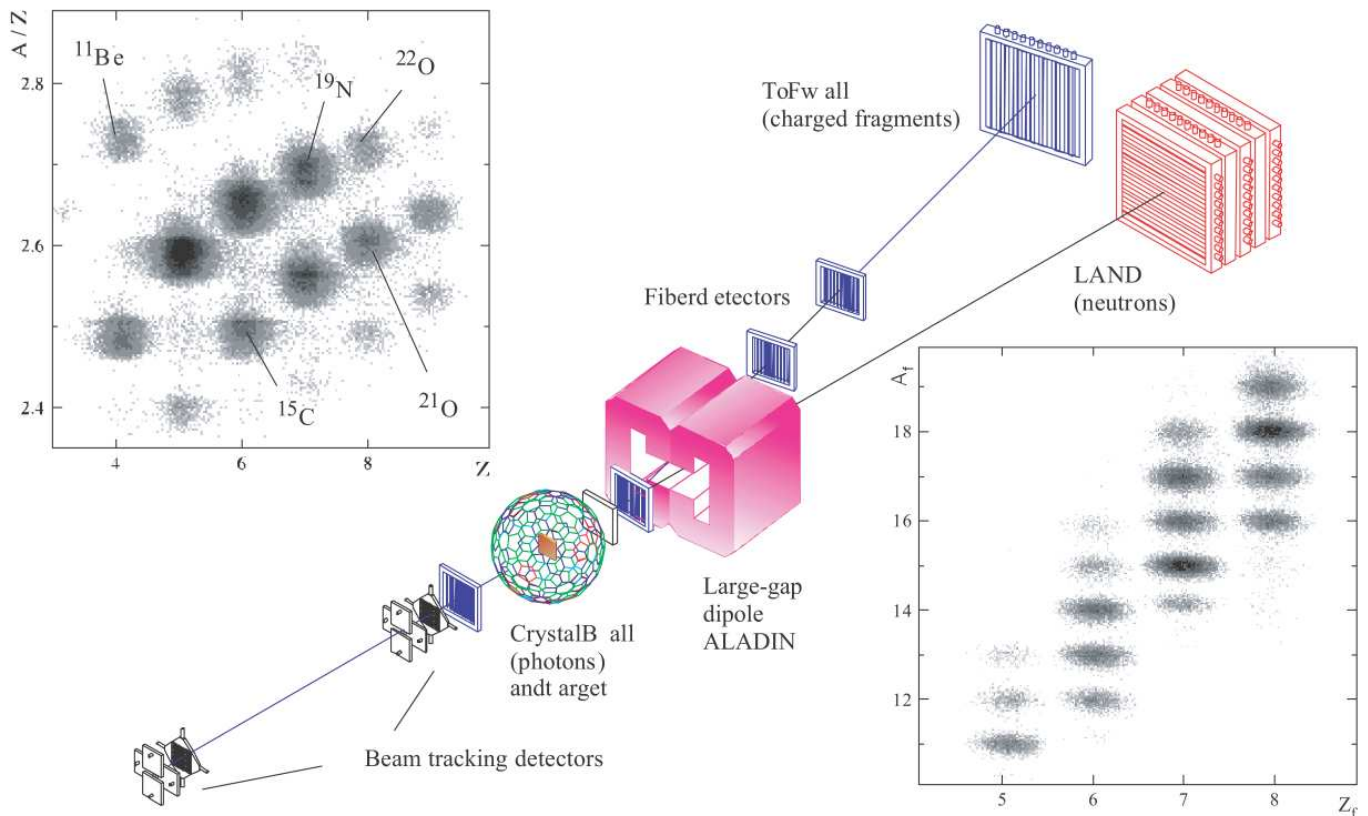 A / Z
2.8
2.6
2.4
4
6
8
Z
11Be
19N
22O
15C
21O
ToFw all
(charged fragments)
LAND
(neutrons)
Fiberd etectors
Large-gap
dipole
ALADIN
CrystalB all
(photons)
andt arget
Beam tracking detectors
Af
18
16
14
12
5
6
7
8
Zf